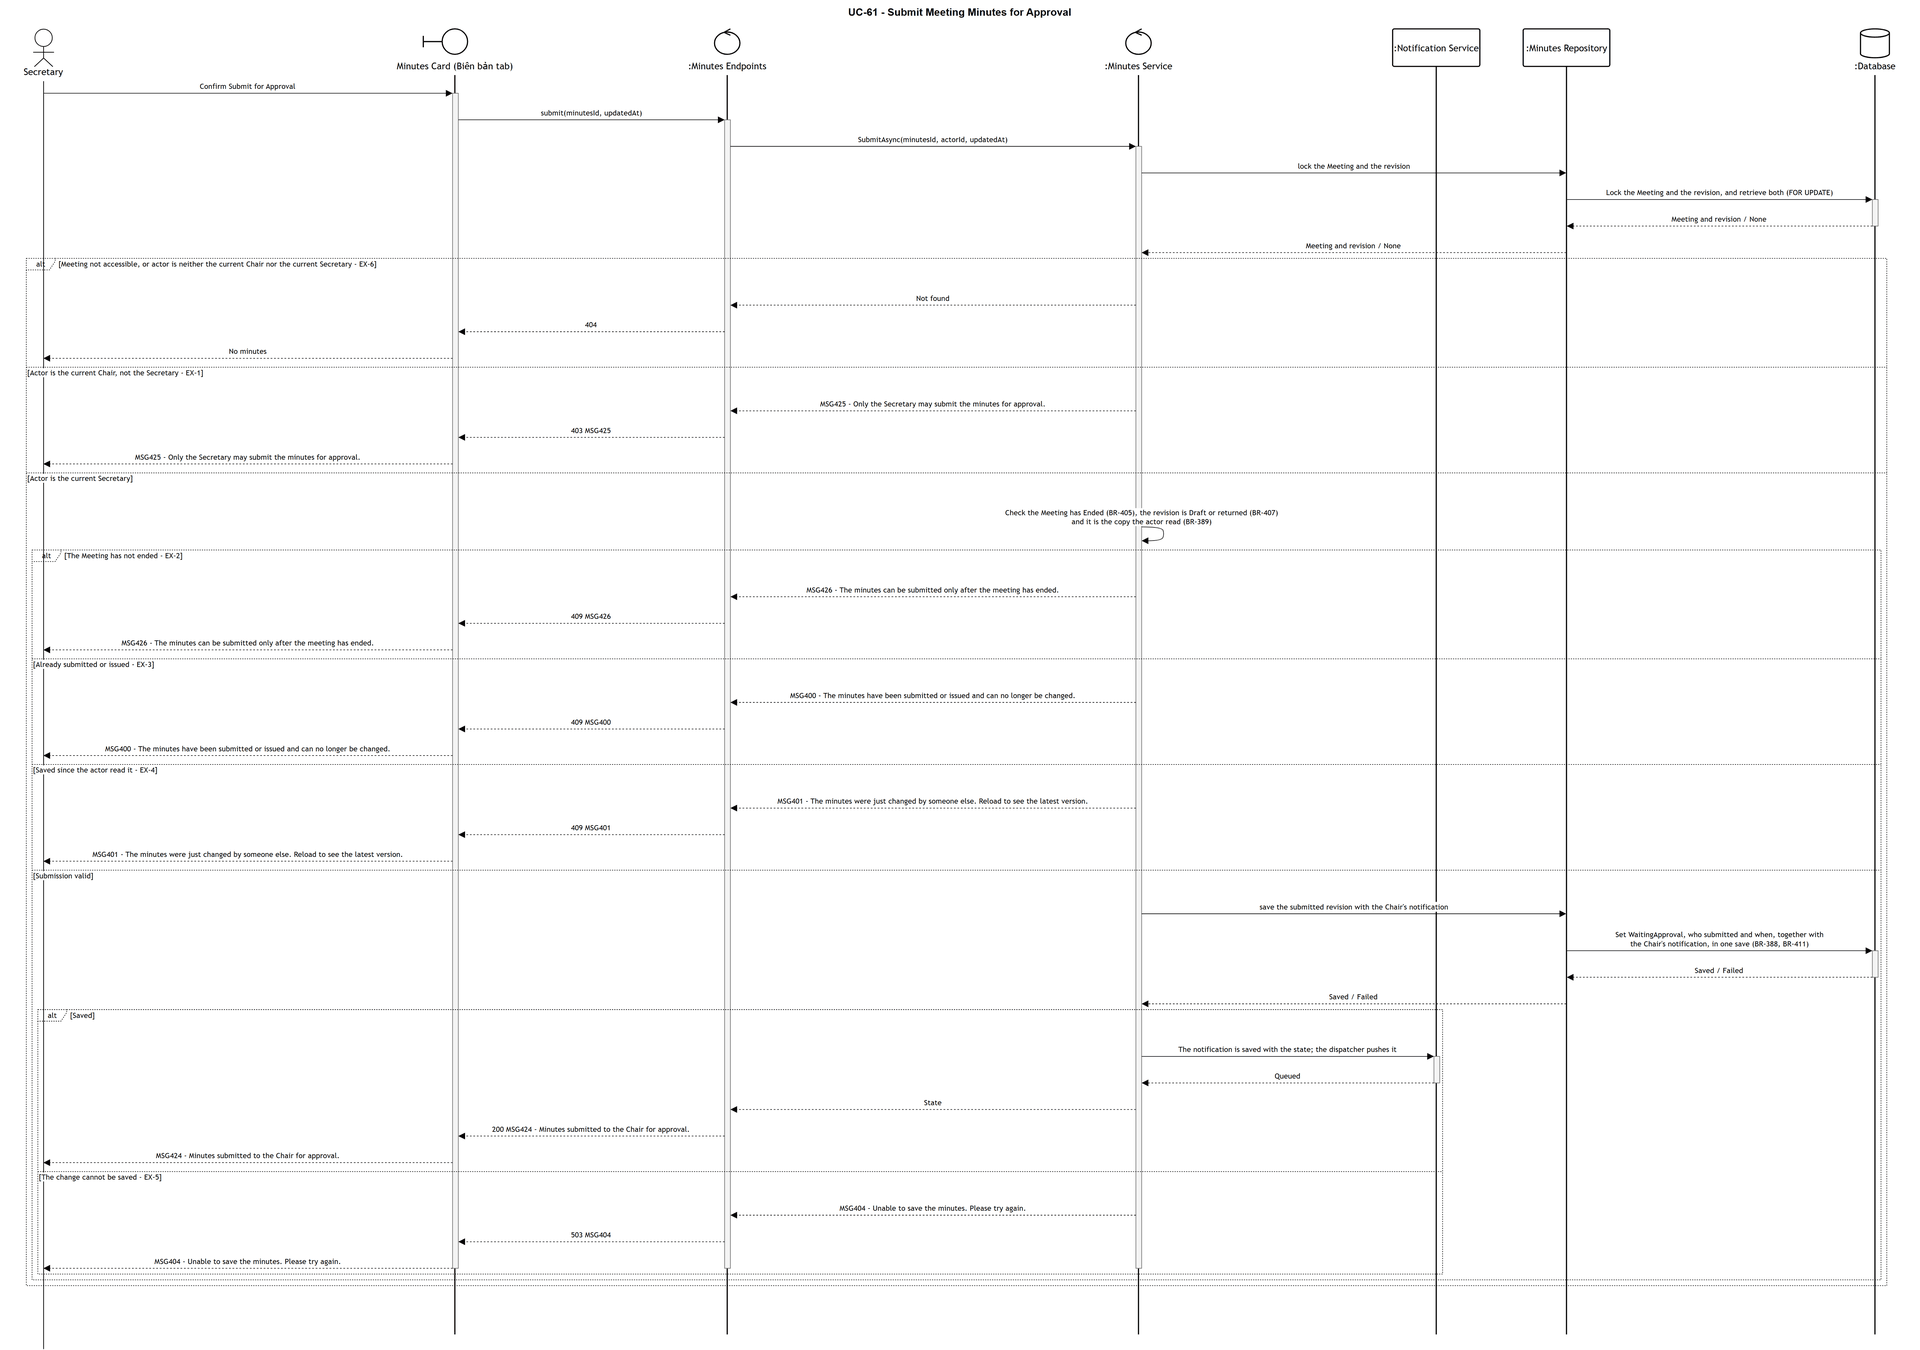 UC-61 - Submit Meeting Minutes for Approval
Secretary
Minutes Card (Biên bản tab)
:Minutes Endpoints
:Minutes Service
:Notification Service
:Minutes Repository
:Database
Confirm Submit for Approval
submit(minutesId, updatedAt)
SubmitAsync(minutesId, actorId, updatedAt)
lock the Meeting and the revision
Lock the Meeting and the revision, and retrieve both (FOR UPDATE)
Meeting and revision / None
Meeting and revision / None
alt [Meeting not accessible, or actor is neither the current Chair nor the current Secretary - EX-6]
Not found
404
No minutes
[Actor is the current Chair, not the Secretary - EX-1]
MSG425 - Only the Secretary may submit the minutes for approval.
403 MSG425
MSG425 - Only the Secretary may submit the minutes for approval.
[Actor is the current Secretary]
Check the Meeting has Ended (BR-405), the revision is Draft or returned (BR-407)
and it is the copy the actor read (BR-389)
alt [The Meeting has not ended - EX-2]
MSG426 - The minutes can be submitted only after the meeting has ended.
409 MSG426
MSG426 - The minutes can be submitted only after the meeting has ended.
[Already submitted or issued - EX-3]
MSG400 - The minutes have been submitted or issued and can no longer be changed.
409 MSG400
MSG400 - The minutes have been submitted or issued and can no longer be changed.
[Saved since the actor read it - EX-4]
MSG401 - The minutes were just changed by someone else. Reload to see the latest version.
409 MSG401
MSG401 - The minutes were just changed by someone else. Reload to see the latest version.
[Submission valid]
save the submitted revision with the Chair's notification
Set WaitingApproval, who submitted and when, together with
the Chair's notification, in one save (BR-388, BR-411)
Saved / Failed
Saved / Failed
alt [Saved]
The notification is saved with the state; the dispatcher pushes it
Queued
State
200 MSG424 - Minutes submitted to the Chair for approval.
MSG424 - Minutes submitted to the Chair for approval.
[The change cannot be saved - EX-5]
MSG404 - Unable to save the minutes. Please try again.
503 MSG404
MSG404 - Unable to save the minutes. Please try again.